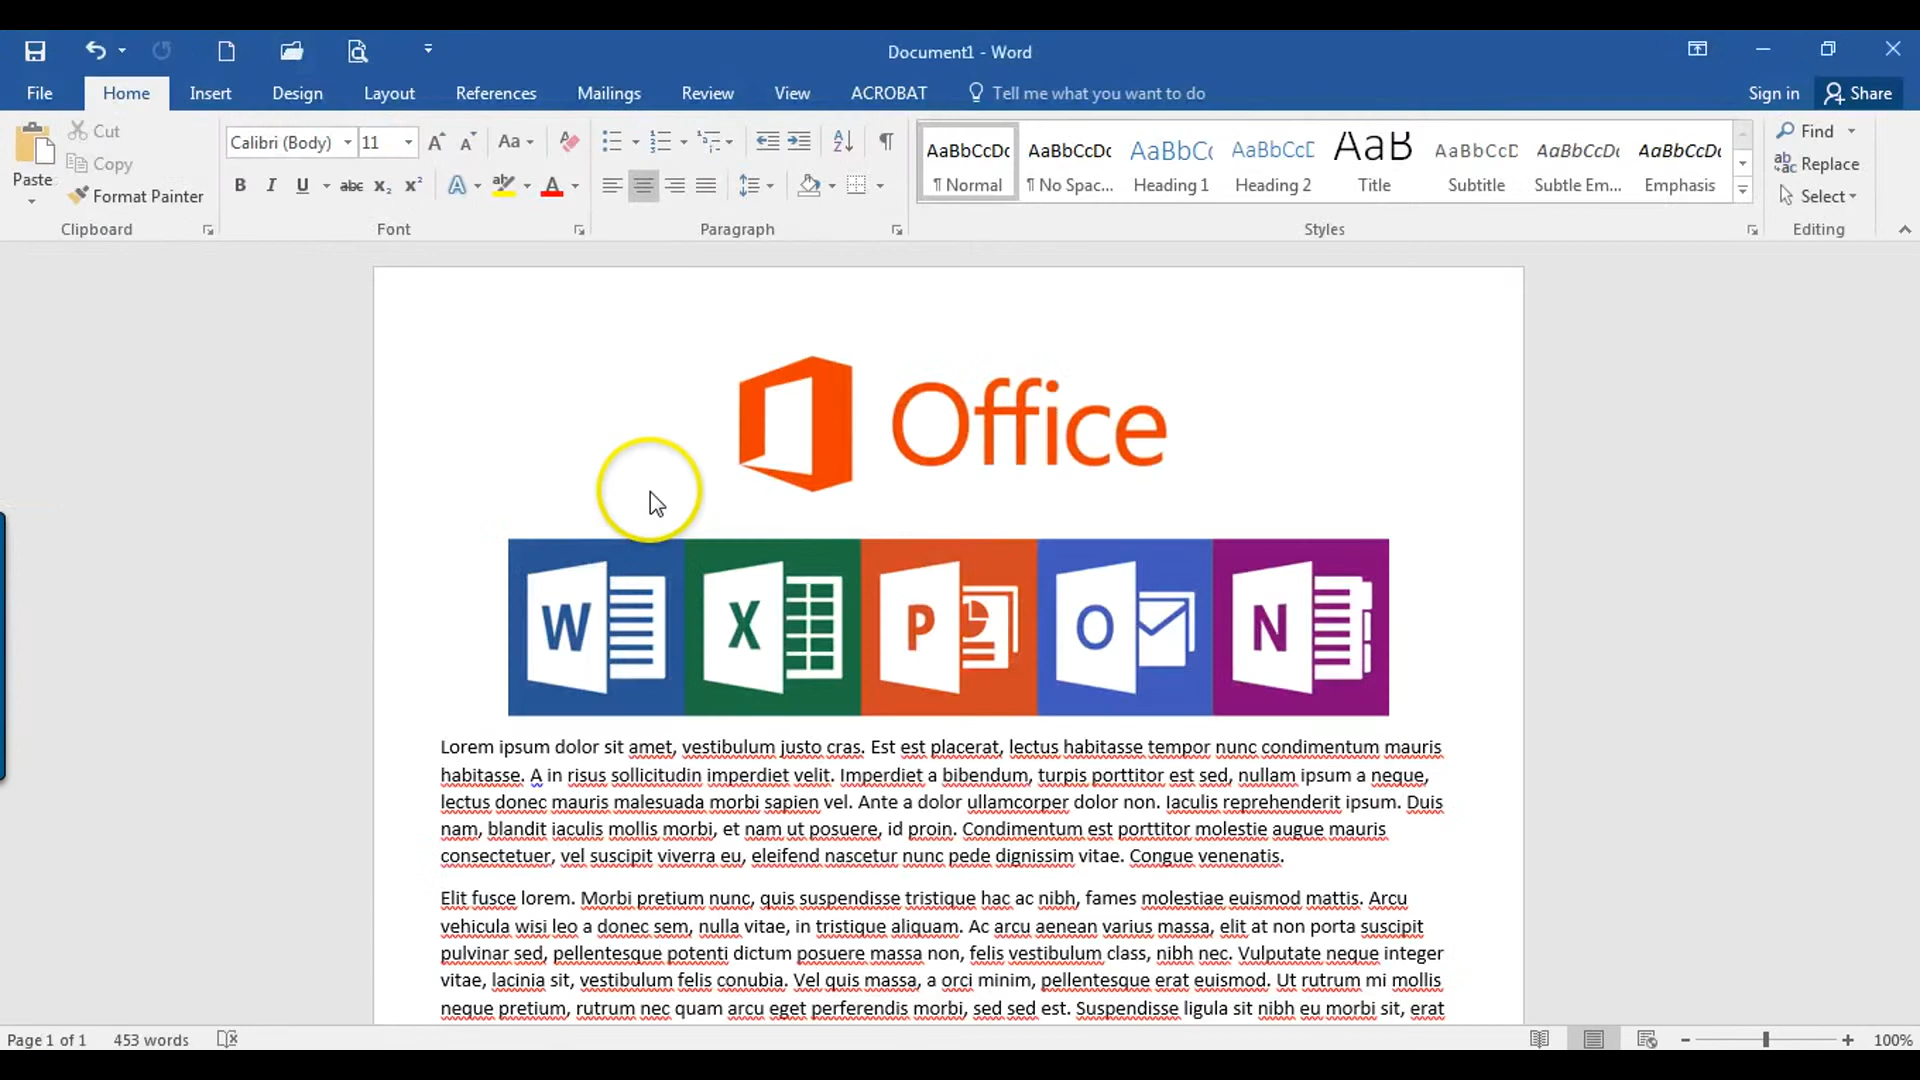 Document1 - Word
File Home Insert Design Layout References Mailings Review View ACROBAT Tell me what you want to do Sign in Share
Paste
Cut
Copy
Format Painter
Clipboard
Calibri (Body) 11
Font
Paragraph
AaBbCcDc AaBbCcDc AaBbC AaBbCcD AaB AaBbCcD AaBbCcDc AaBbCcDc
¶ Normal ¶ No Spac... Heading 1 Heading 2 Title Subtitle Subtle Em... Emphasis
Styles
Find
Replace
Select
Editing
Office
W X P O N
Lorem ipsum dolor sit amet, vestibulum justo cras. Est est placerat, lectus habitasse tempor nunc condimentum mauris
habitasse. A in risus sollicitudin imperdiet velit. Imperdiet a bibendum, turpis porttitor est sed, nullam ipsum a neque,
lectus donec mauris malesuada morbi sapien vel. Ante a dolor ullamcorper dolor non. Iaculis reprehenderit ipsum. Duis
nam, blandit iaculis mollis morbi, et nam ut posuere, id proin. Condimentum est porttitor molestie augue mauris
consectetuer, vel suscipit viverra eu, eleifend nascetur nunc pede dignissim vitae. Congue venenatis.
Elit fusce lorem. Morbi pretium nunc, quis suspendisse tristique hac ac nibh, fames molestiae euismod mattis. Arcu
vehicula wisi leo a donec sem, nulla vitae, in tristique aliquam. Ac arcu aenean varius massa, elit at non porta suscipit
pulvinar sed, pellentesque potenti dictum posuere massa non, felis vestibulum class, nibh nec. Vulputate neque integer
vitae, lacinia sit, vestibulum felis conubia. Vel quis massa, a orci minim, pellentesque erat euismod. Ut rutrum mi mollis
neque pretium, rutrum nec quam arcu eget perferendis morbi, sed sed est. Suspendisse ligula sit nibh eu morbi sit, erat
Page 1 of 1 453 words 100%